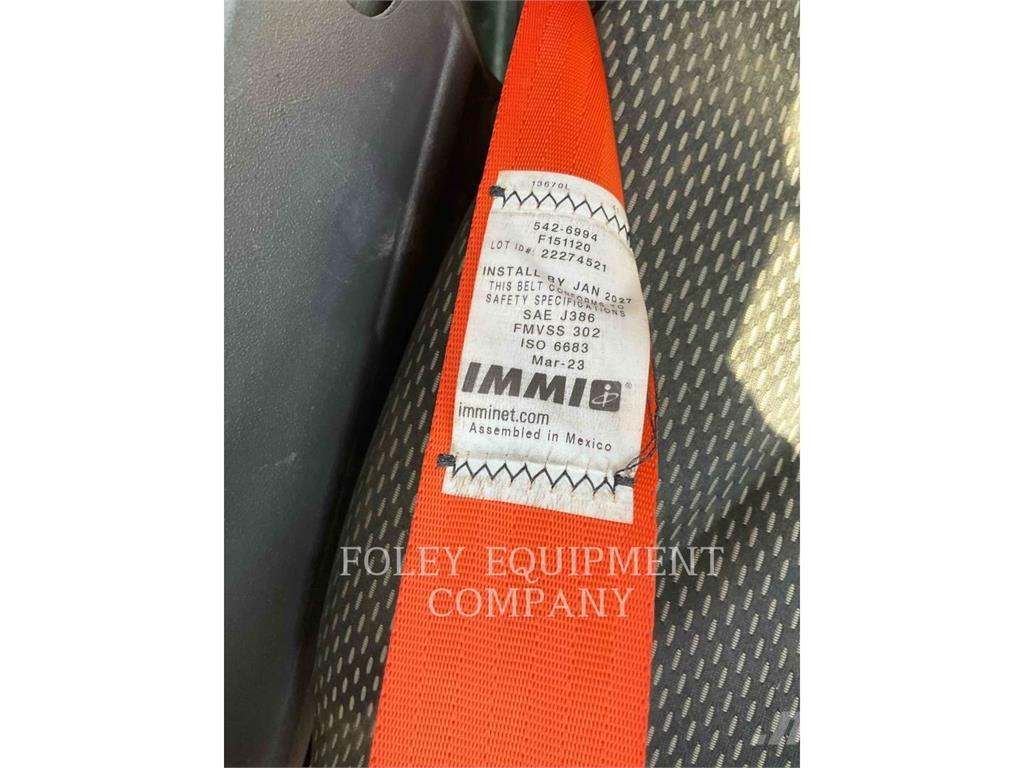 13670L
542-6994
F151120
LOT ID#: 22274521
INSTALL BY JAN 2027
THIS BELT CONFORMS TO
SAFETY SPECIFICATIONS
SAE J386
FMVSS 302
ISO 6683
Mar-23
IMMI ®
imminet.com
Assembled in Mexico
FOLEY EQUIPMENT
COMPANY